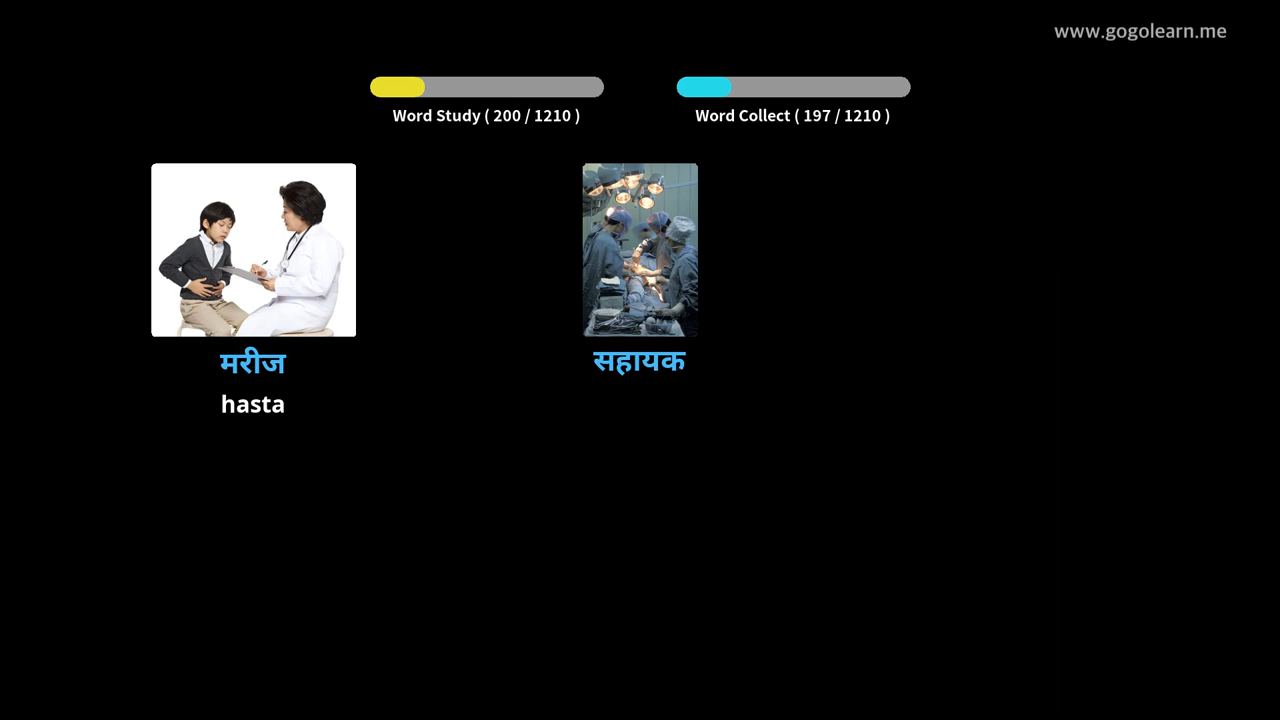 www.gogolearn.me
Word Study ( 200 / 1210 )
Word Collect ( 197 / 1210 )
मरीज
hasta
सहायक